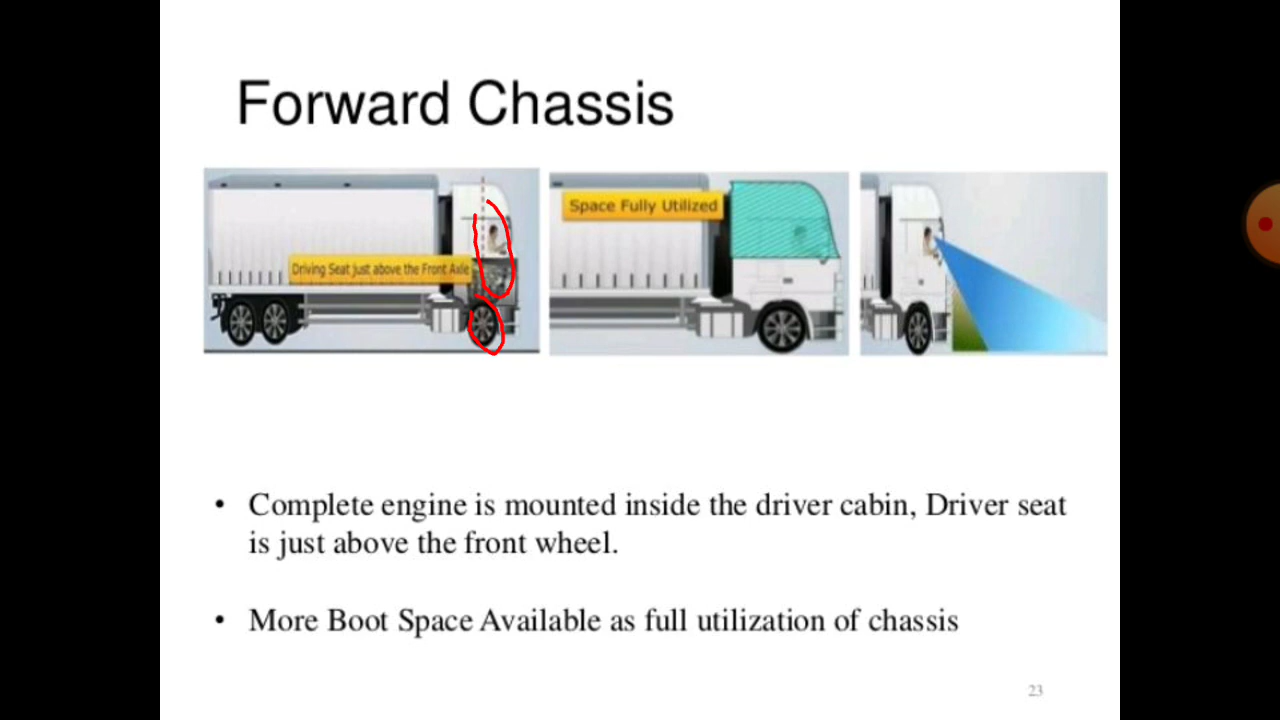 Forward Chassis
Driving Seat just above the Front Axle
Space Fully Utilized
• Complete engine is mounted inside the driver cabin, Driver seat
is just above the front wheel.
• More Boot Space Available as full utilization of chassis
23